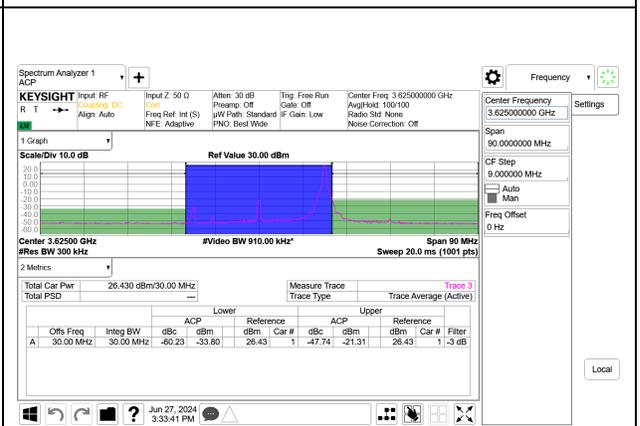 Spectrum Analyzer 1
ACP
Frequency
KEYSIGHT
R T
Input: RF
Coupling: DC
Align: Auto
Input Z: 50 Ω
Corr
Freq Ref: Int (S)
NFE: Adaptive
Atten: 30 dB
Preamp: Off
µW Path: Standard
PNO: Best Wide
Trig: Free Run
Gate: Off
IF Gain: Low
Center Freq: 3.625000000 GHz
Avg|Hold: 100/100
Radio Std: None
Noise Correction: Off
Center Frequency
3.625000000 GHz
Settings
Span
90.0000000 MHz
CF Step
9.000000 MHz
Auto
Man
Freq Offset
0 Hz
1 Graph
Scale/Div 10.0 dB
Ref Value 30.00 dBm
20.0
10.0
0.00
-10.0
-20.0
-30.0
-40.0
-50.0
-60.0
Center 3.62500 GHz
#Video BW 910.00 kHz*
Span 90 MHz
#Res BW 300 kHz
Sweep 20.0 ms (1001 pts)
2 Metrics
Total Car Pwr 26.430 dBm/30.00 MHz
Total PSD ---
Measure Trace Trace 3
Trace Type Trace Average (Active)
Lower Upper
ACP Reference ACP Reference
Offs Freq Integ BW dBc dBm dBm Car # dBc dBm dBm Car # Filter
A 30.00 MHz 30.00 MHz -60.23 -33.80 26.43 1 -47.74 -21.31 26.43 1 -3 dB
Local
Jun 27, 2024
3:33:41 PM